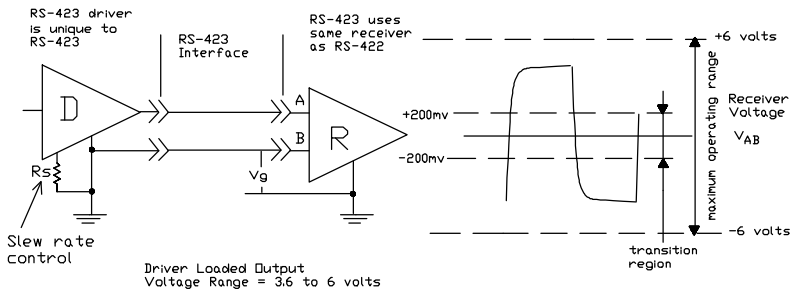 RS-423 driver
is unique to
RS-423
RS-423
Interface
RS-423 uses
same receiver
as RS-422
D
A
B
R
Rs
Vg
Slew rate
control
Driver Loaded Output
Voltage Range = 3.6 to 6 volts
+6 volts
+200mv
-200mv
-6 volts
maximum operating range
Receiver
Voltage
VAB
transition
region